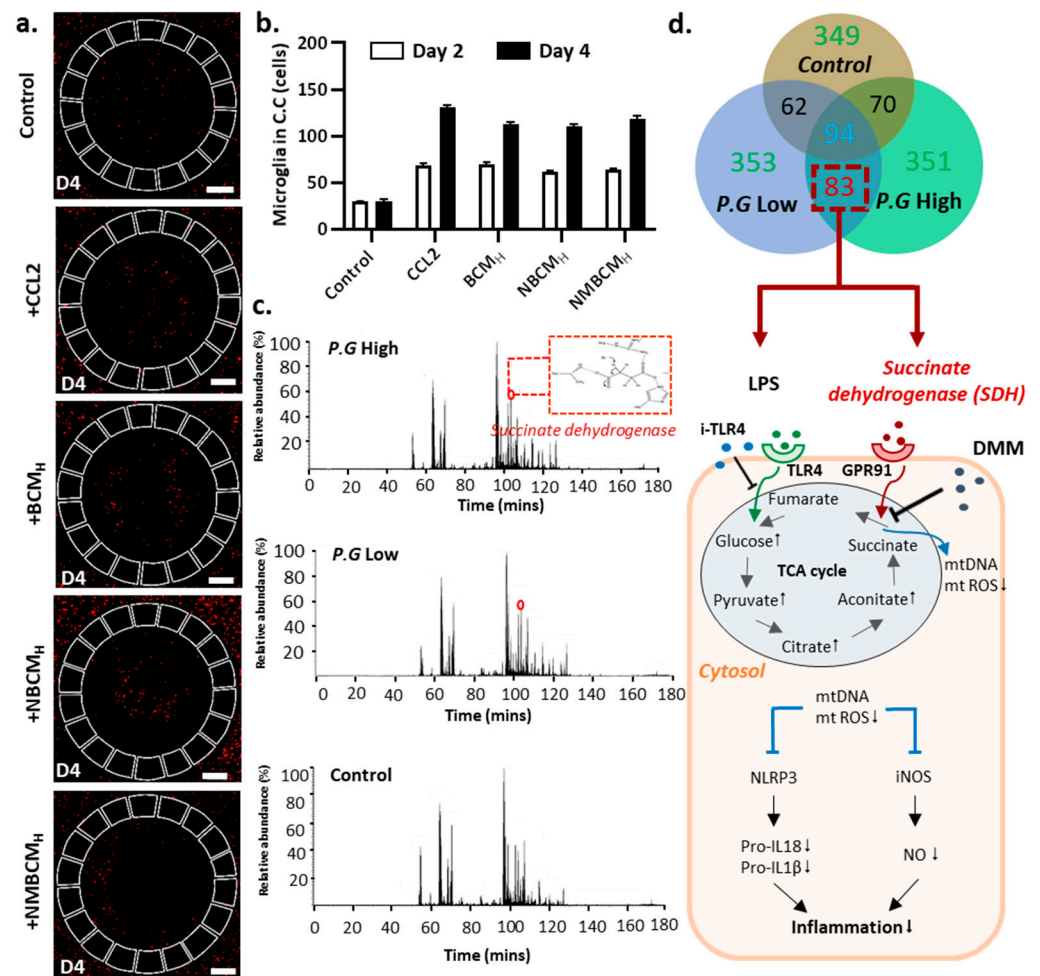 a.
Control
D4
+CCL2
D4
+BCMH
D4
+NBCMH
D4
+NMBCMH
D4
b.
Microglia in C.C (cells)
200
150
100
50
0
Day 2
Day 4
Control
CCL2
BCMH
NBCMH
NMBCMH
c.
P.G High
Relative abundance (%)
100
80
60
40
20
Succinate dehydrogenase
0 20 40 60 80 100 120 140 160 180
Time (mins)
P.G Low
Relative abundance (%)
100
80
60
40
20
0 20 40 60 80 100 120 140 160 180
Time (mins)
Control
Relative abundance (%)
100
80
60
40
20
0 20 40 60 80 100 120 140 160 180
Time (mins)
d.
349
Control
62
70
94
353
351
83
P.G Low
P.G High
LPS
Succinate
dehydrogenase (SDH)
i-TLR4
TLR4
GPR91
DMM
Fumarate
Glucose↑
Succinate
TCA cycle
mtDNA
mt ROS↓
Pyruvate↑
Aconitate↑
Citrate↑
Cytosol
mtDNA
mt ROS↓
NLRP3
iNOS
Pro-IL18↓
Pro-IL1β↓
NO↓
Inflammation↓